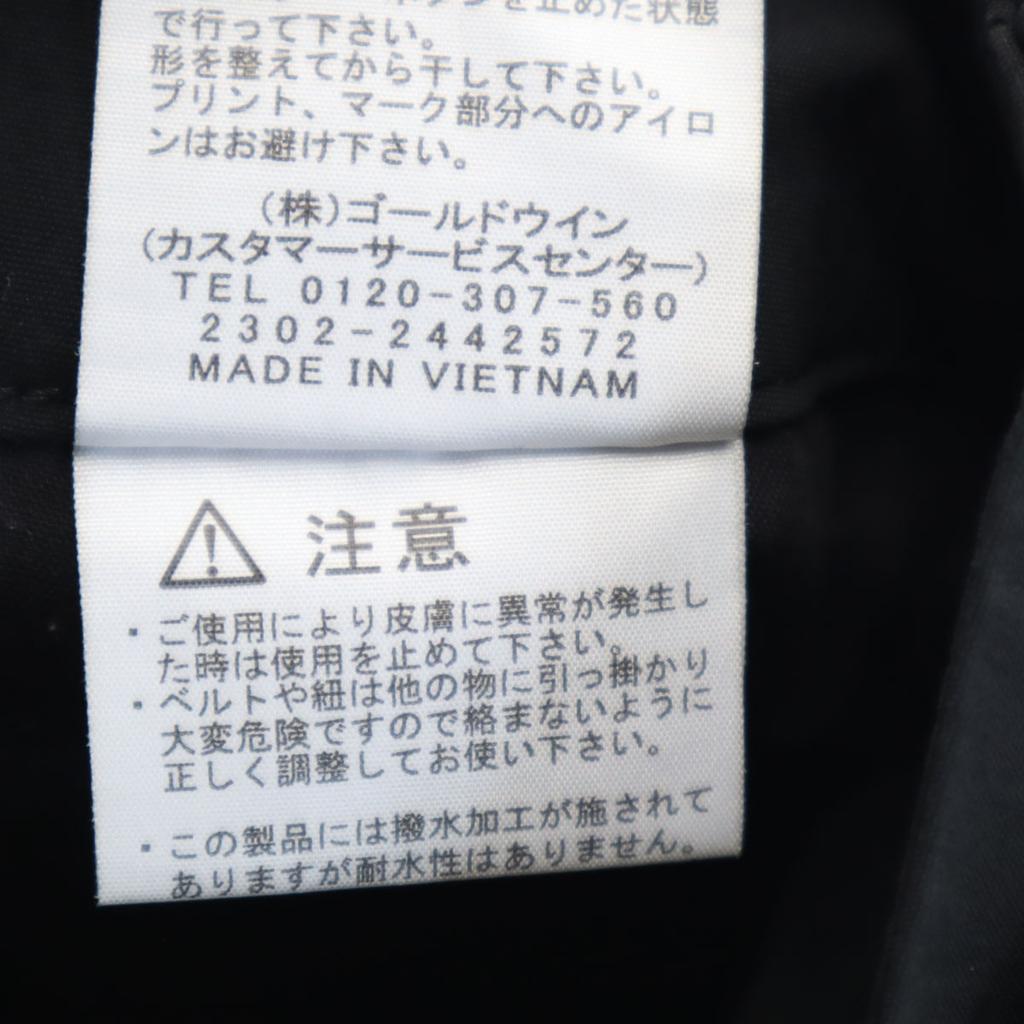 を止めた状態
で行って下さい。
形を整えてから干して下さい。
プリント、マーク部分へのアイロ
ンはお避け下さい。
(株)ゴールドウイン
(カスタマーサービスセンター)
TEL 0120-307-560
2302-2442572
MADE IN VIETNAM
注意
・ご使用により皮膚に異常が発生し
た時は使用を止めて下さい。
・ベルトや紐は他の物に引っ掛かり
大変危険ですので絡まないように
正しく調整してお使い下さい。
・この製品には撥水加工が施されて
ありますが耐水性はありません。